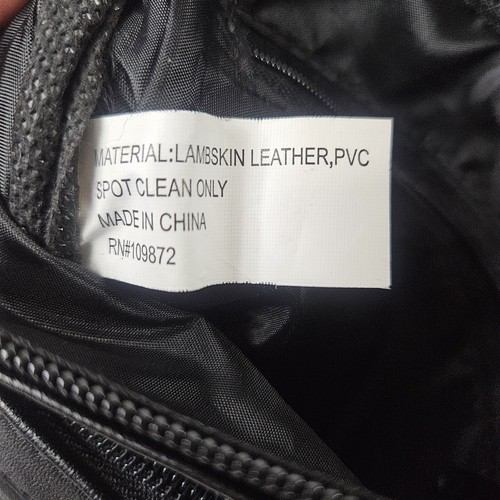 MATERIAL:LAMBSKIN LEATHER,PVC
SPOT CLEAN ONLY
MADE IN CHINA
RN#109872